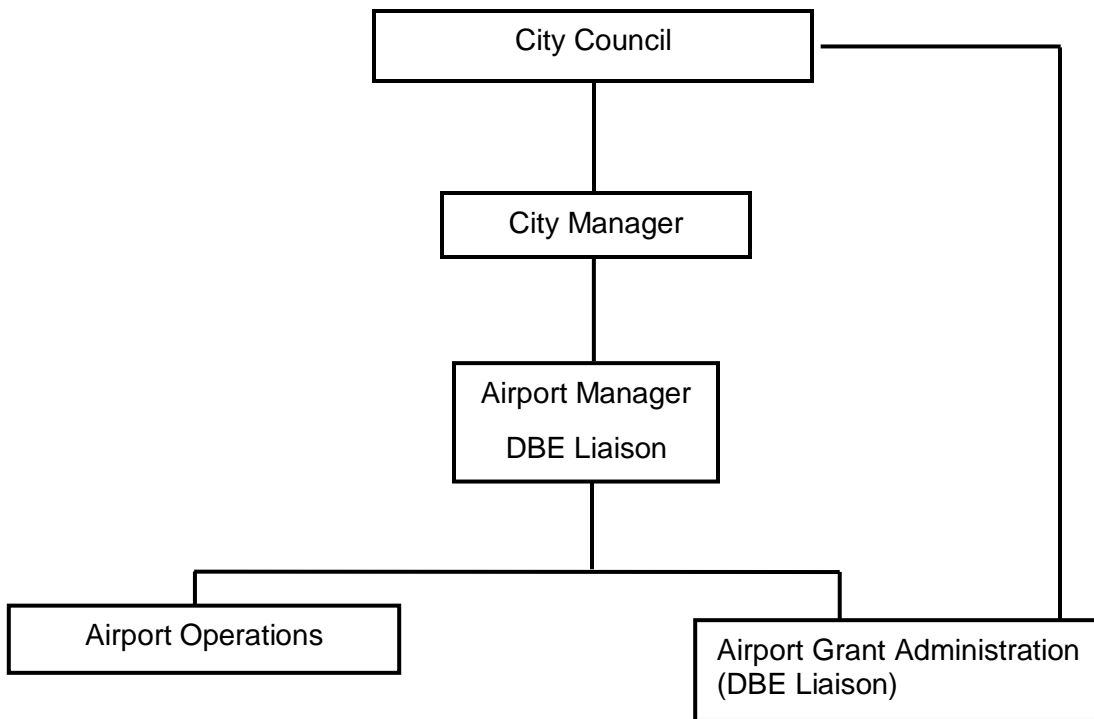 City Council
City Manager
Airport Manager
DBE Liaison
Airport Operations
Airport Grant Administration
(DBE Liaison)